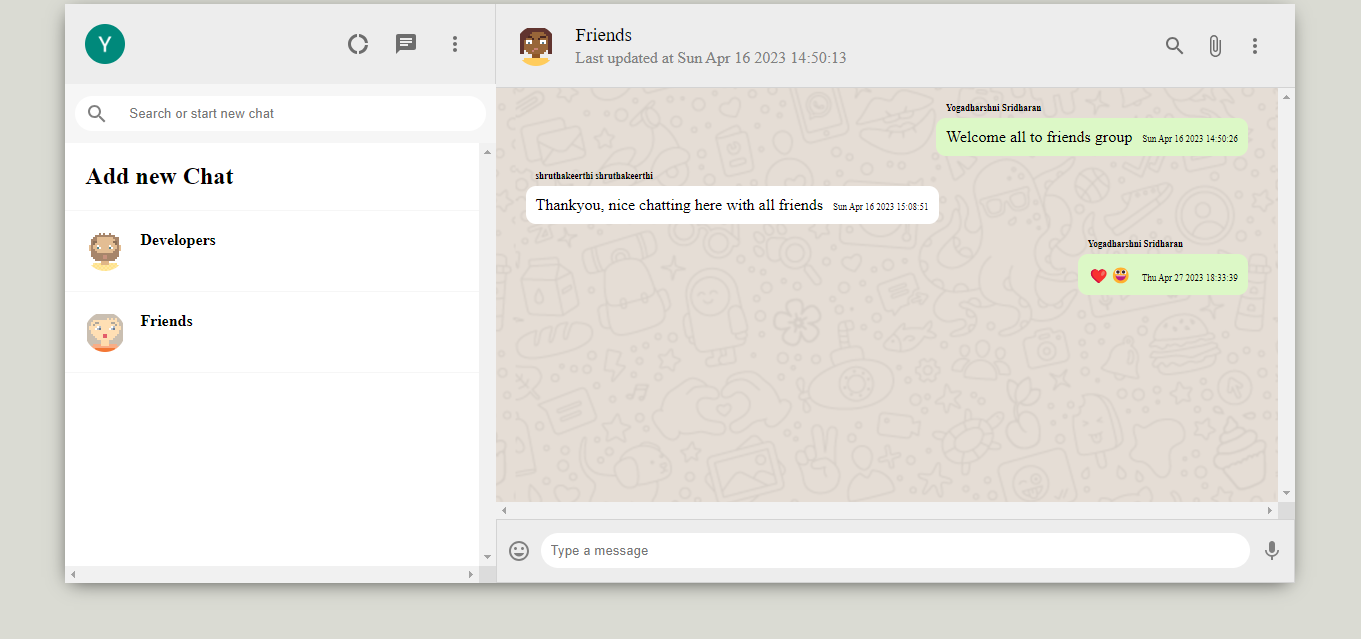 Y
Search or start new chat
Add new Chat
Developers
Friends
Friends
Last updated at Sun Apr 16 2023 14:50:13
Yogadharshni Sridharan
Welcome all to friends group Sun Apr 16 2023 14:50:26
shruthakeerthi shruthakeerthi
Thankyou, nice chatting here with all friends Sun Apr 16 2023 15:08:51
Yogadharshni Sridharan
❤️ 😀 Thu Apr 27 2023 18:33:39
Type a message